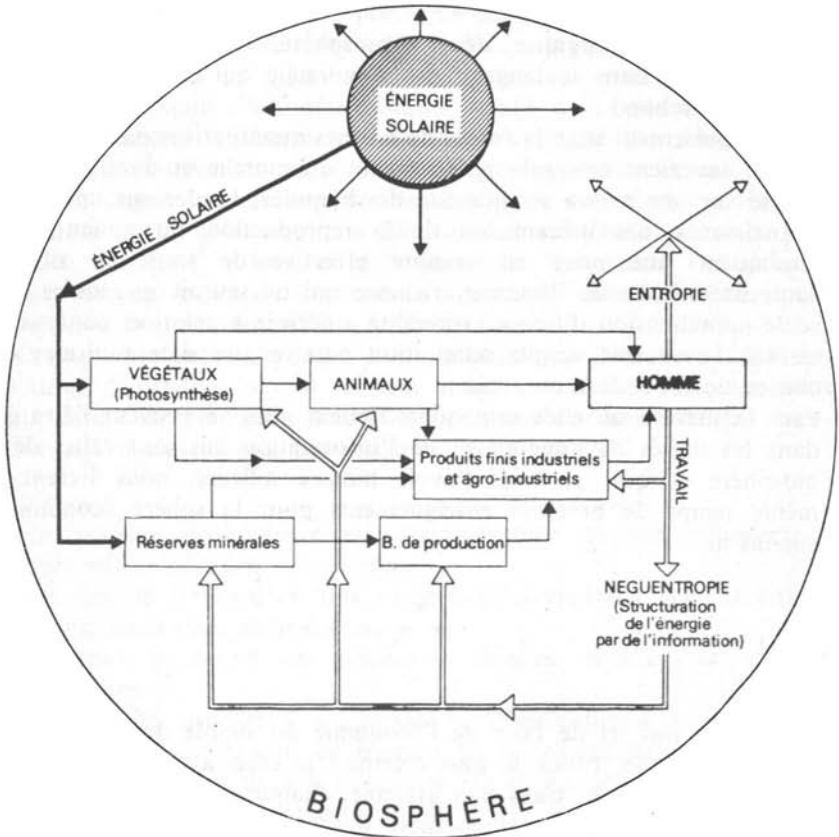 ÉNERGIE
SOLAIRE
ÉNERGIE SOLAIRE
ENTROPIE
VÉGÉTAUX
(Photosynthèse)
ANIMAUX
HOMME
TRAVAIL
Produits finis industriels
et agro-industriels
Réserves minérales
B. de production
NEGUENTROPIE
(Structuration
de l'énergie
par de l'information)
BIOSPHÈRE